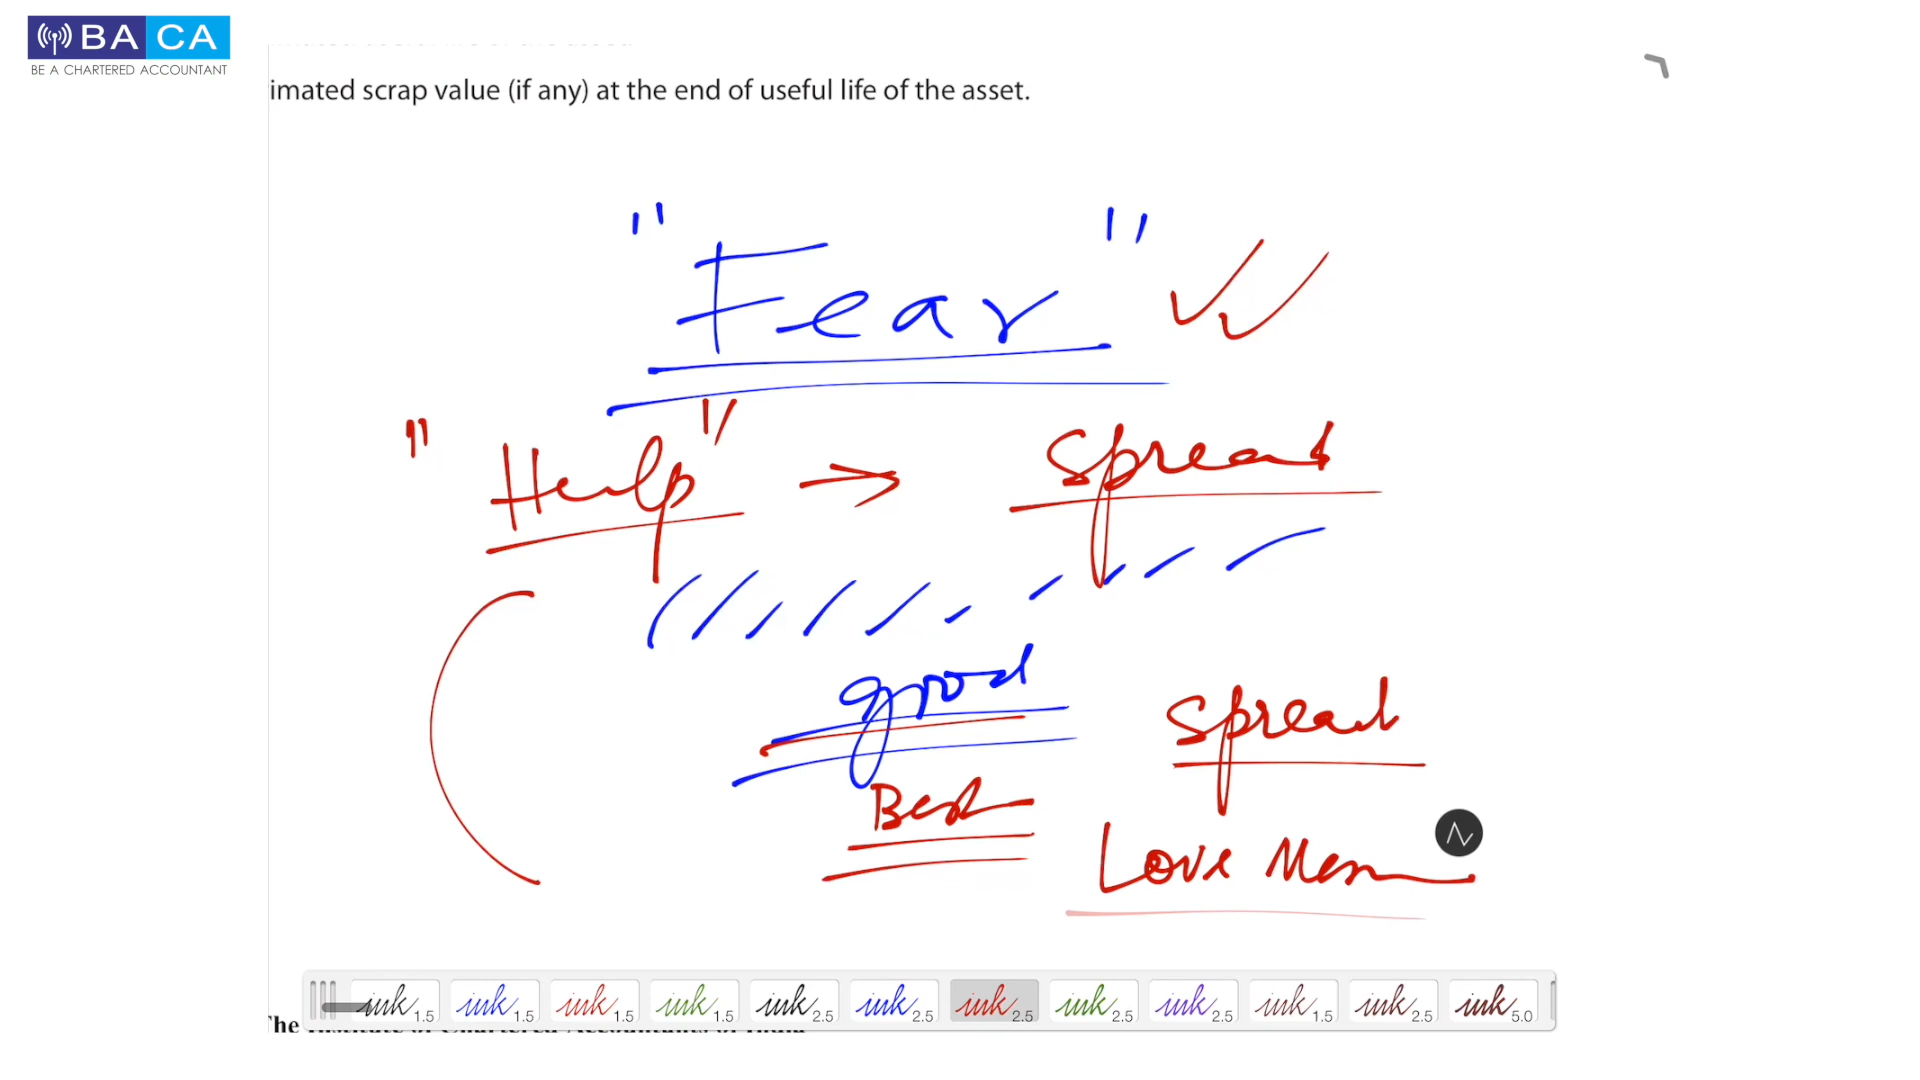 BA CA
BE A CHARTERED ACCOUNTANT
imated scrap value (if any) at the end of useful life of the asset.
"Fear"
"Help" → Spread
good
Spread
Best
Love
ink 1.5 ink 1.5 ink 1.5 ink 1.5 ink 2.5 ink 2.5 ink 2.5 ink 2.5 ink 2.5 ink 1.5 ink 2.5 ink 5.0